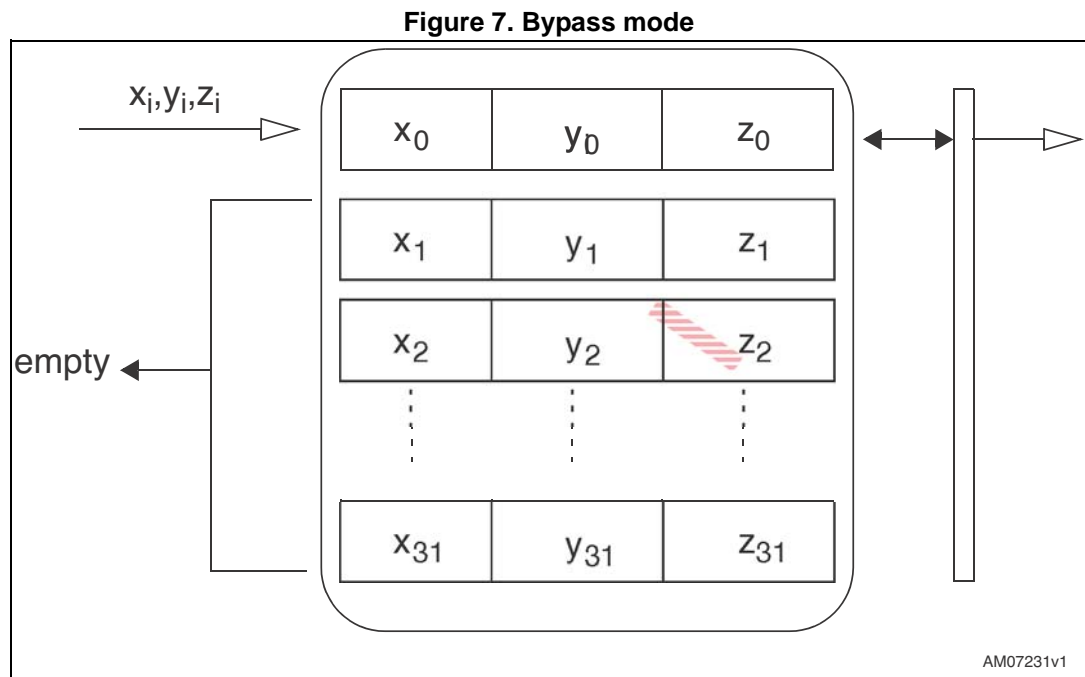 Figure 7. Bypass mode
xi,yi,zi
x0 y0 z0
x1 y1 z1
empty
x2 y2 z2
x31 y31 z31
AM07231v1